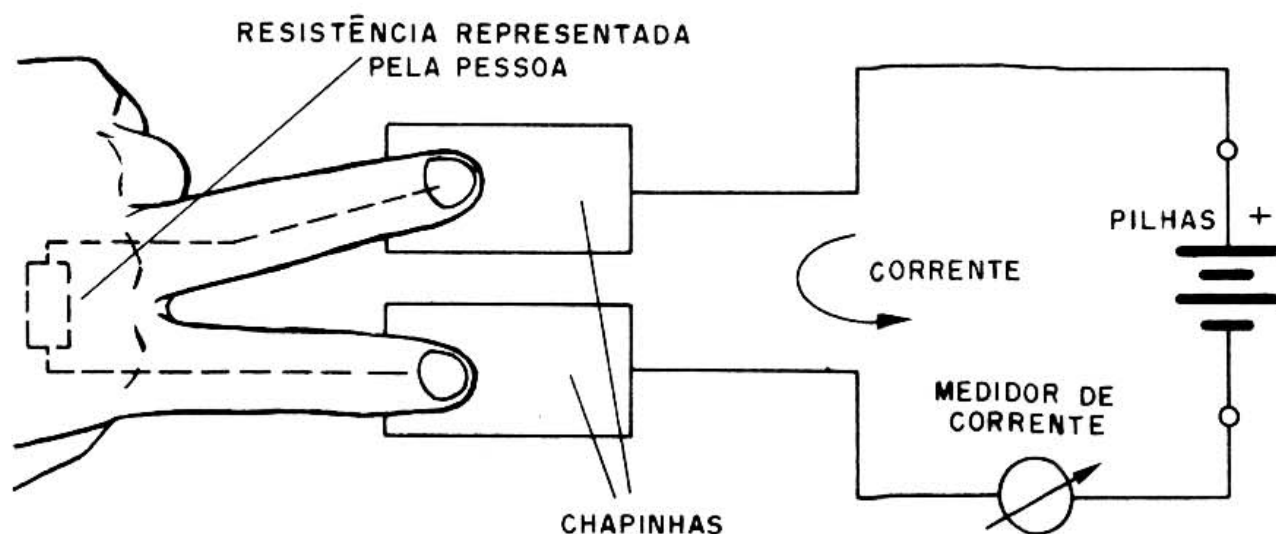 RESISTÊNCIA REPRESENTADA
PELA PESSOA
PILHAS +
CORRENTE
MEDIDOR DE
CORRENTE
CHAPINHAS